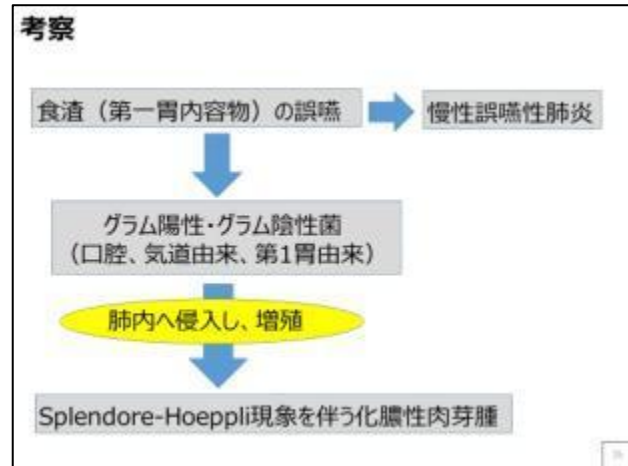 考察
食渣（第一胃内容物）の誤嚥
慢性誤嚥性肺炎
グラム陽性・グラム陰性菌
（口腔、気道由来、第1胃由来）
肺内へ侵入し、増殖
Splendore-Hoeppli現象を伴う化膿性肉芽腫